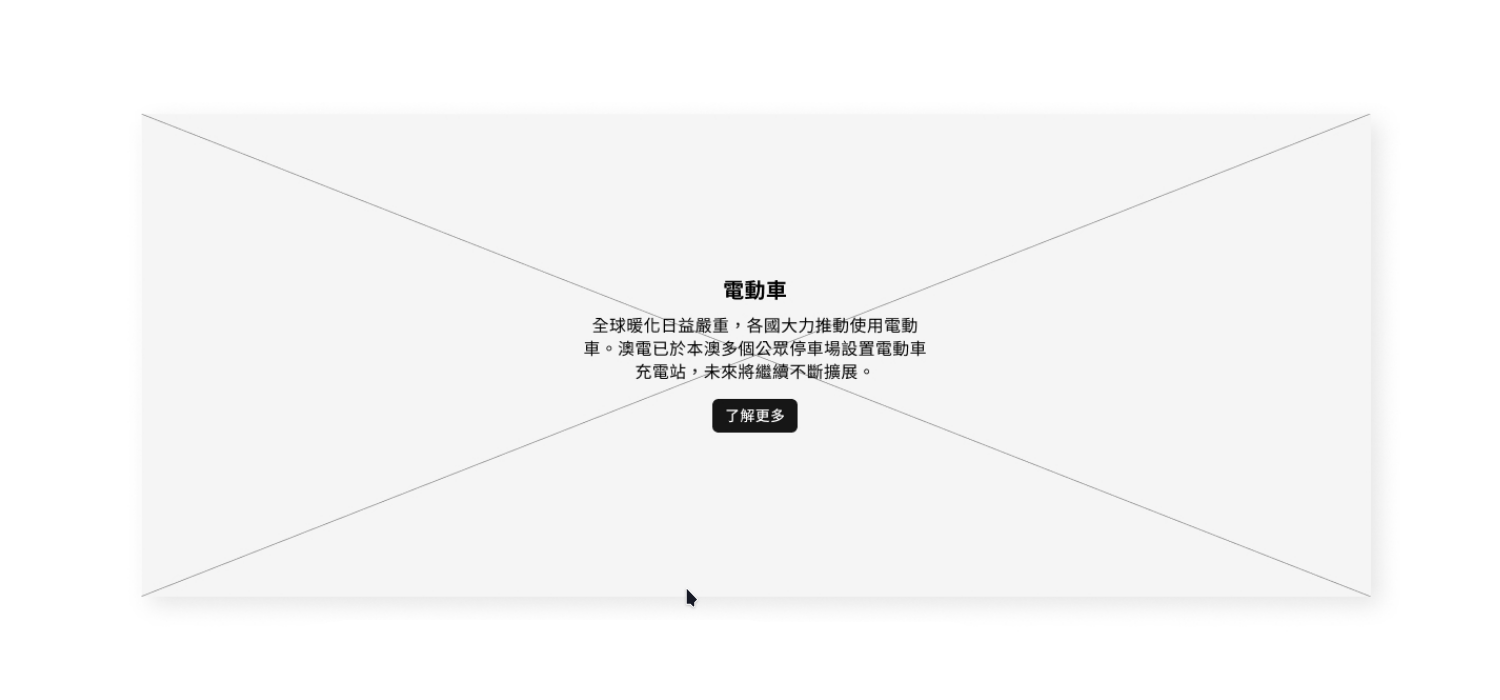 電動車
全球暖化日益嚴重，各國大力推動使用電動
車。澳電已於本澳多個公眾停車場設置電動車
充電站，未來將繼續不斷擴展。
了解更多